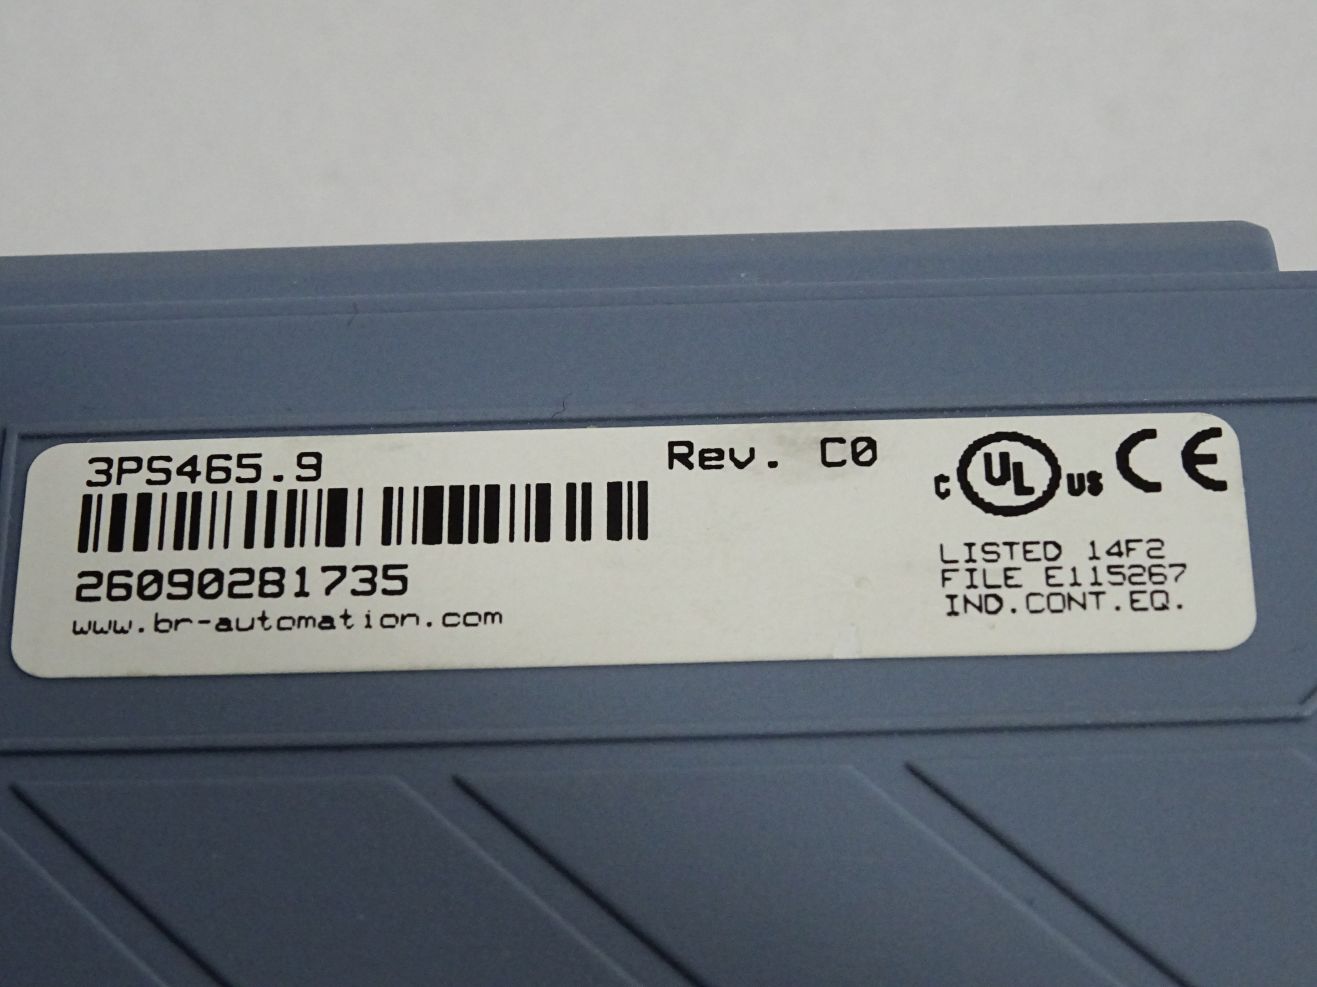 3PS465.9
Rev. C0
C UL US CE
26090281735
www.br-automation.com
LISTED 14F2
FILE E115267
IND.CONT.EQ.